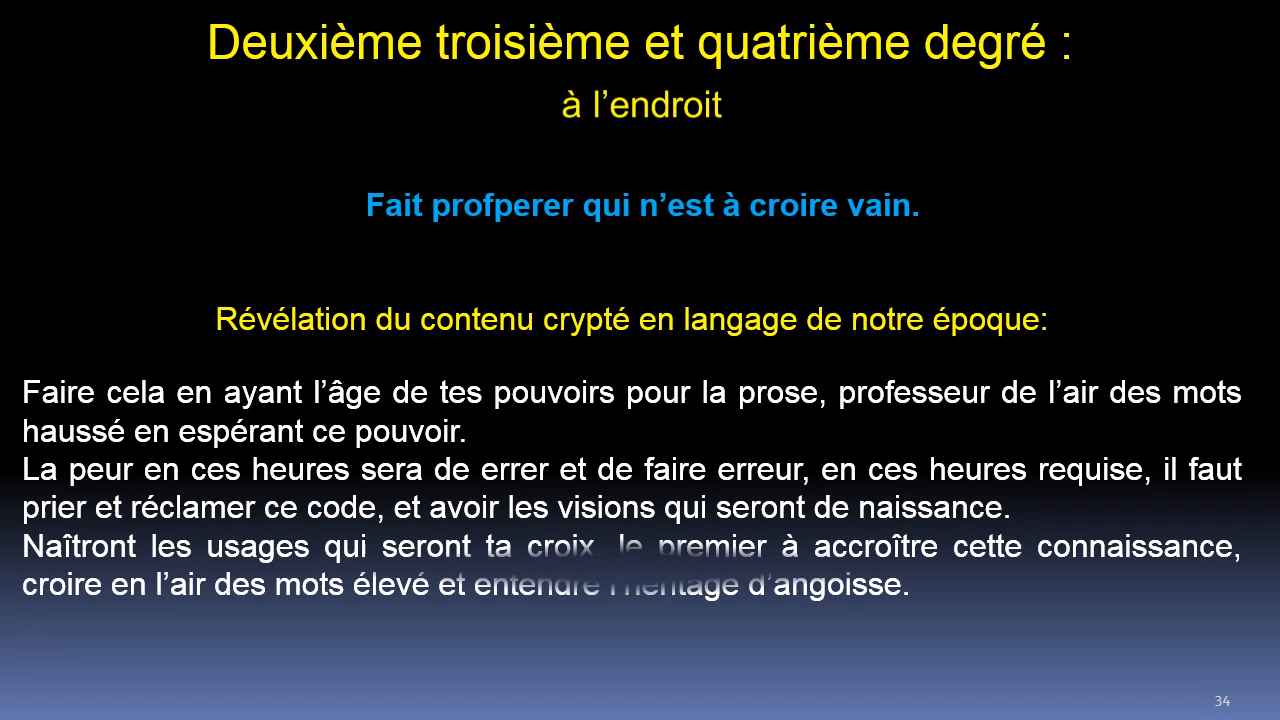 Deuxième troisième et quatrième degré :
à l’endroit
Fait profperer qui n’est à croire vain.
Révélation du contenu crypté en langage de notre époque:
Faire cela en ayant l’âge de tes pouvoirs pour la prose, professeur de l’air des mots
haussé en espérant ce pouvoir.
La peur en ces heures sera de errer et de faire erreur, en ces heures requise, il faut
prier et réclamer ce code, et avoir les visions qui seront de naissance.
Naîtront les usages qui seront ta croix, le premier à accroître cette connaissance,
croire en l’air des mots élevé et entendre l’héritage d’angoisse.
34